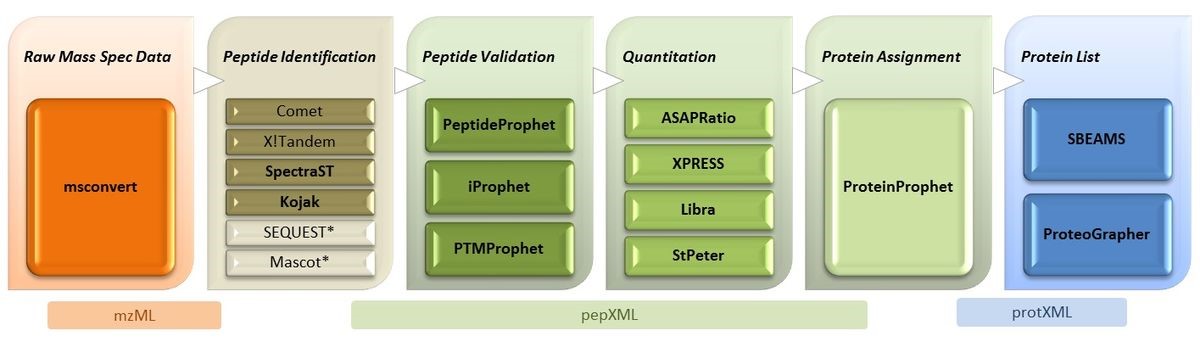 Raw Mass Spec Data
msconvert
Peptide Identification
Comet
X!Tandem
SpectraST
Kojak
SEQUEST*
Mascot*
Peptide Validation
PeptideProphet
iProphet
PTMProphet
Quantitation
ASAPRatio
XPRESS
Libra
StPeter
Protein Assignment
ProteinProphet
Protein List
SBEAMS
ProteoGrapher
mzML
pepXML
protXML